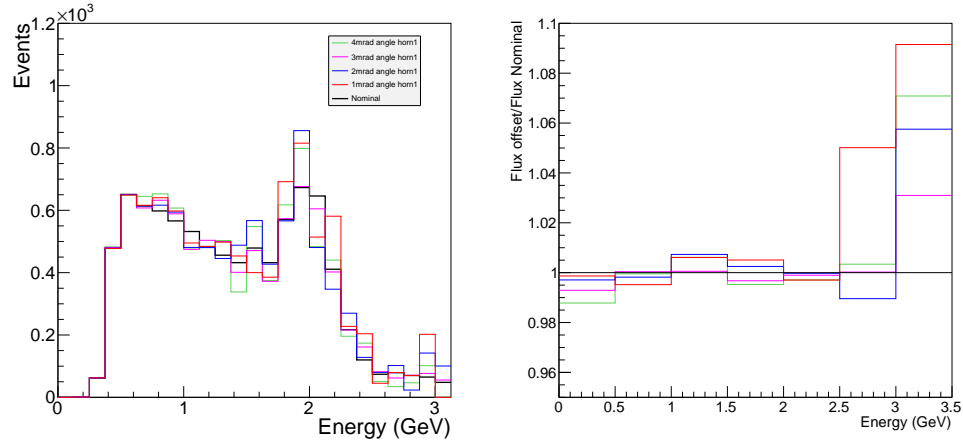 ×10³
1.2
1
0.8
0.6
0.4
0.2
0
Events
4mrad angle horn1
3mrad angle horn1
2mrad angle horn1
1mrad angle horn1
Nominal
0 1 2 3
Energy (GeV)
1.1
1.08
1.06
1.04
1.02
1
0.98
0.96
Flux offset/Flux Nominal
0 0.5 1 1.5 2 2.5 3 3.5
Energy (GeV)